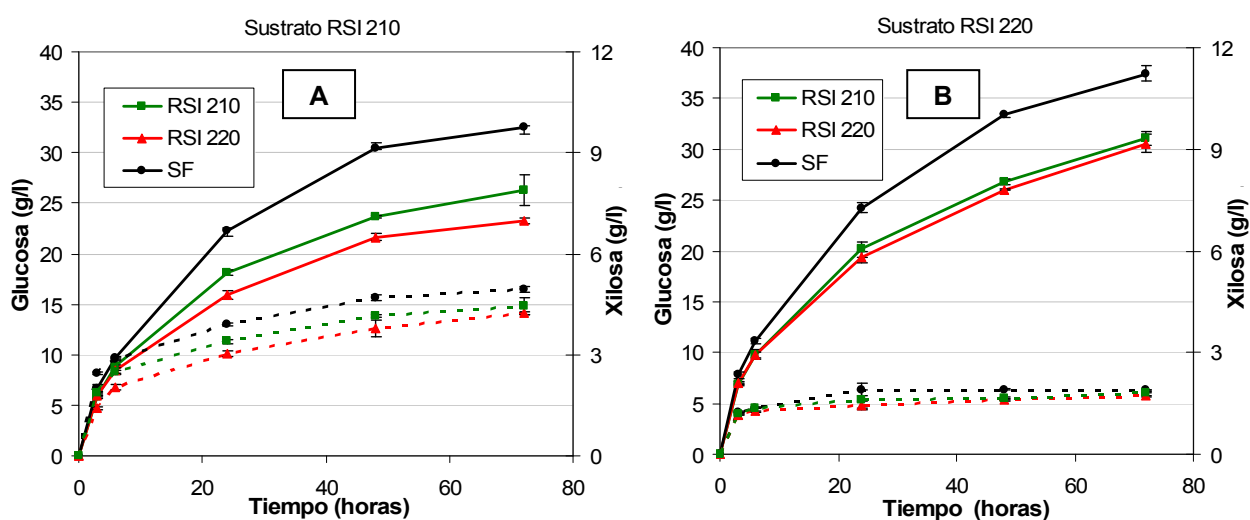 Sustrato RSI 210
A
RSI 210
RSI 220
SF
Glucosa (g/l)
Xilosa (g/l)
40
35
30
25
20
15
10
5
0
12
9
6
3
0
0
20
40
60
80
Tiempo (horas)
Sustrato RSI 220
B
RSI 210
RSI 220
SF
Glucosa (g/l)
Xilosa (g/l)
40
35
30
25
20
15
10
5
0
12
9
6
3
0
0
20
40
60
80
Tiempo (horas)